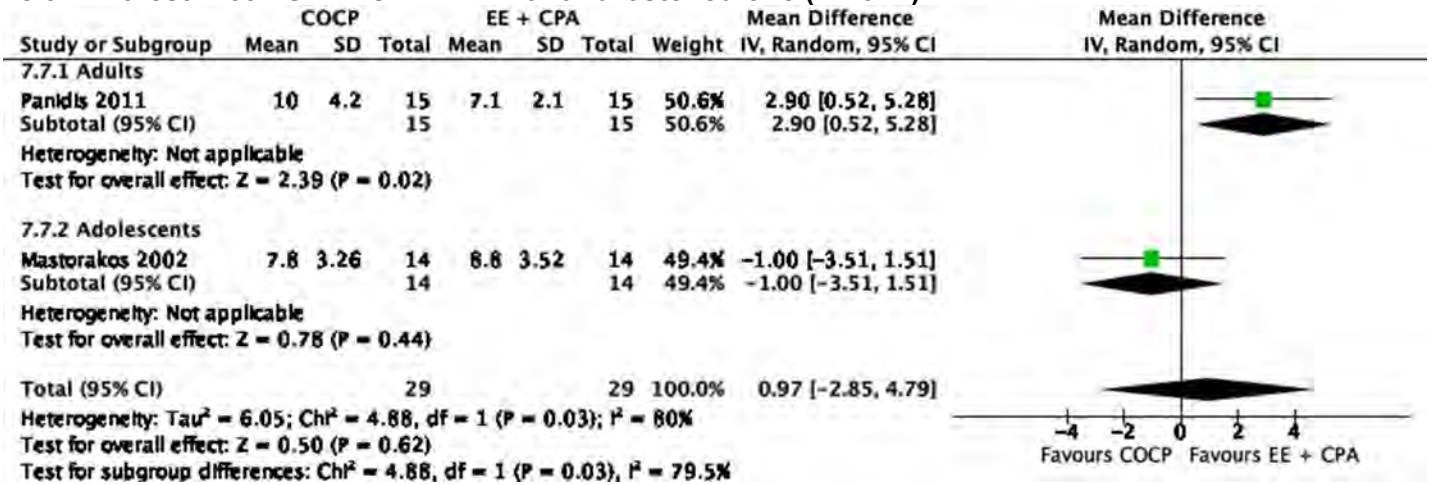 COCP EE + CPA Mean Difference Mean Difference
Study or Subgroup Mean SD Total Mean SD Total Weight IV, Random, 95% CI IV, Random, 95% CI
7.7.1 Adults
Panidis 2011 10 4.2 15 7.1 2.1 15 50.6% 2.90 [0.52, 5.28]
Subtotal (95% CI) 15 15 50.6% 2.90 [0.52, 5.28]
Heterogeneity: Not applicable
Test for overall effect: Z = 2.39 (P = 0.02)
7.7.2 Adolescents
Mastorakos 2002 7.8 3.26 14 8.8 3.52 14 49.4% -1.00 [-3.51, 1.51]
Subtotal (95% CI) 14 14 49.4% -1.00 [-3.51, 1.51]
Heterogeneity: Not applicable
Test for overall effect: Z = 0.78 (P = 0.44)
Total (95% CI) 29 29 100.0% 0.97 [-2.85, 4.79]
Heterogeneity: Tau² = 6.05; Chi² = 4.88, df = 1 (P = 0.03); I² = 80%
Test for overall effect: Z = 0.50 (P = 0.62)
Test for subgroup differences: Chi² = 4.88, df = 1 (P = 0.03), I² = 79.5%
-4 -2 0 2 4
Favours COCP Favours EE + CPA